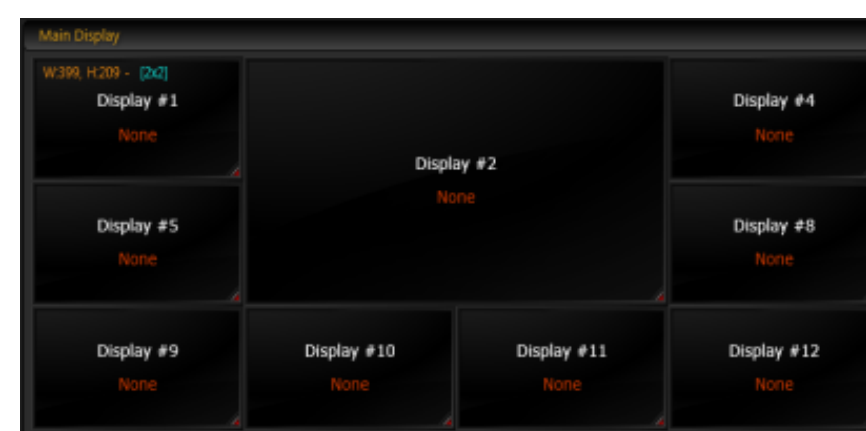 Main Display
W:399, H:209 - [2x2]
Display #1
None
Display #2
None
Display #4
None
Display #5
None
Display #8
None
Display #9
None
Display #10
None
Display #11
None
Display #12
None